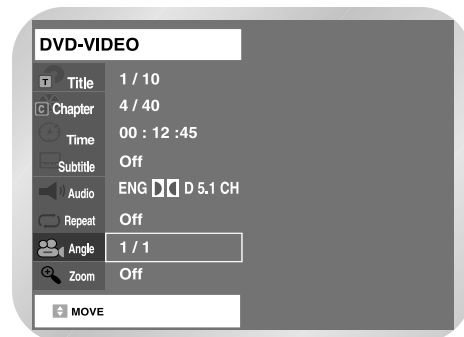 DVD-VIDEO
T Title 1 / 10
C Chapter 4 / 40
Time 00 : 12 :45
Subtitle Off
Audio ENG D 5.1 CH
Repeat Off
Angle 1 / 1
Zoom Off
MOVE